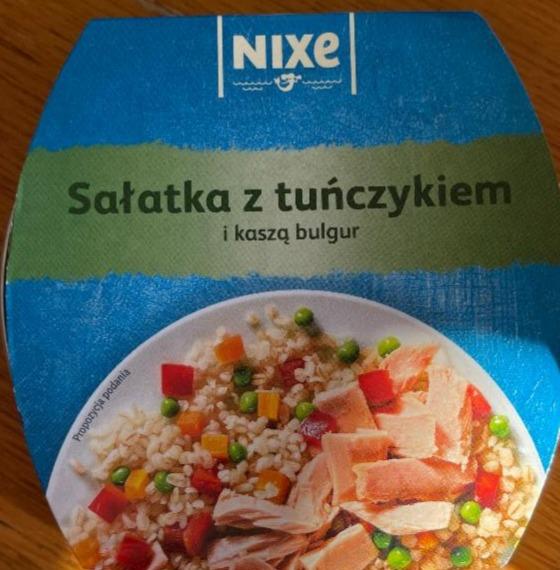 NIXe
Sałatka z tuńczykiem
i kaszą bulgur
Propozycja podania